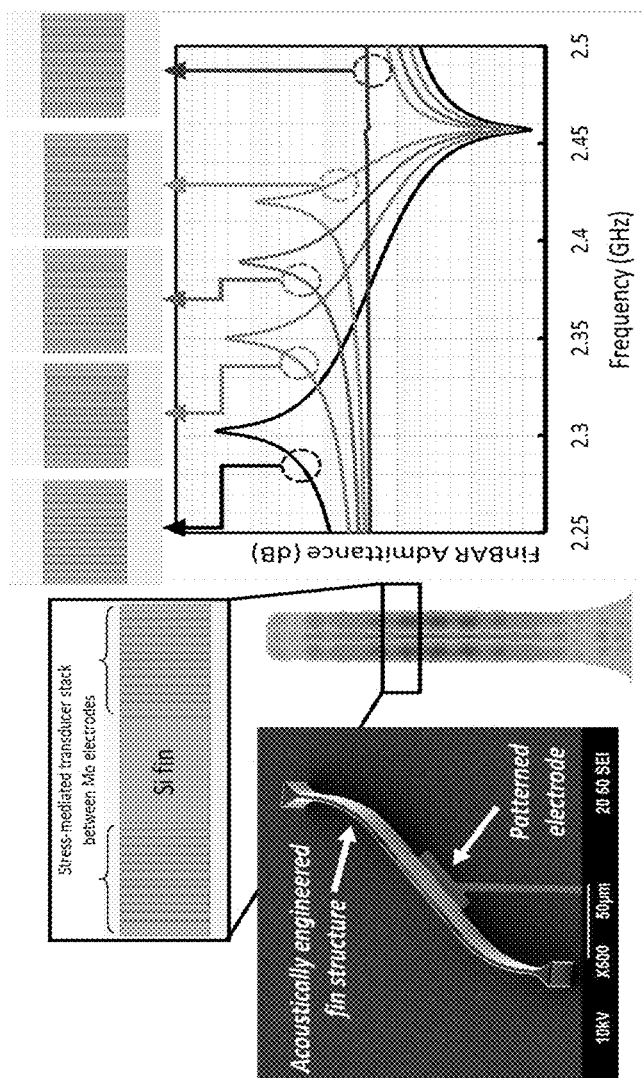 Stress-mediated transducer stack
between Mo electrodes
Si fin
Acoustically engineered
fin structure
Patterned
electrode
10kV X600 50µm 20 60 SEI
FinBAR Admittance (dB)
2.25
2.3
2.35
2.4
2.45
2.5
Frequency (GHz)